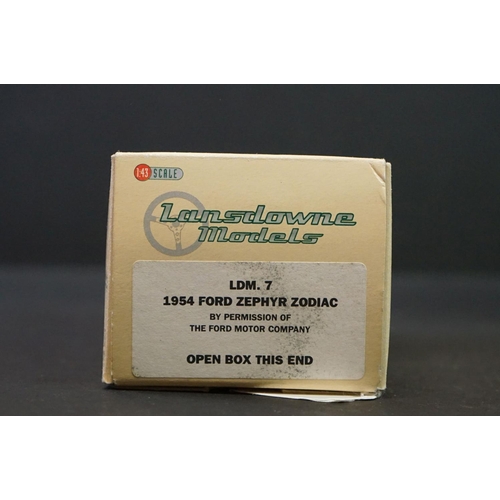 1:43 SCALE
Lansdowne
Models
LDM. 7
1954 FORD ZEPHYR ZODIAC
BY PERMISSION OF
THE FORD MOTOR COMPANY
OPEN BOX THIS END